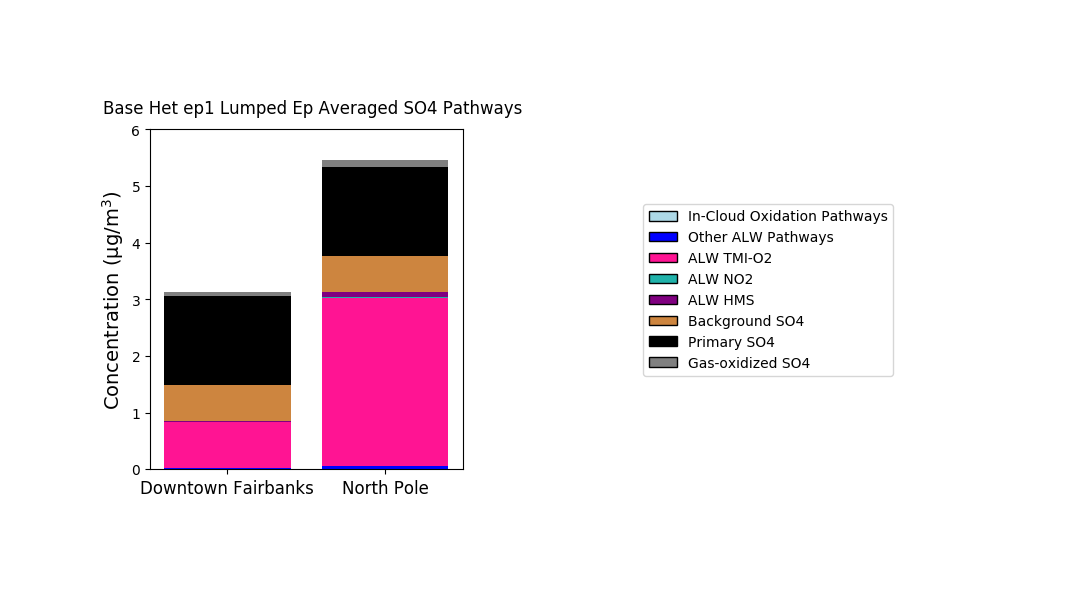 Base Het ep1 Lumped Ep Averaged SO4 Pathways
6
5
4
3
2
1
0
Concentration (μg/m³)
Downtown Fairbanks
North Pole
In-Cloud Oxidation Pathways
Other ALW Pathways
ALW TMI-O2
ALW NO2
ALW HMS
Background SO4
Primary SO4
Gas-oxidized SO4